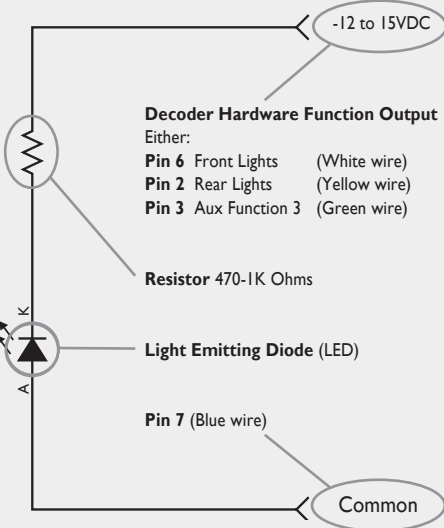 -12 to 15VDC
Decoder Hardware Function Output
Either:
Pin 6 Front Lights (White wire)
Pin 2 Rear Lights (Yellow wire)
Pin 3 Aux Function 3 (Green wire)
Resistor 470-1K Ohms
K
Light Emitting Diode (LED)
A
Pin 7 (Blue wire)
Common